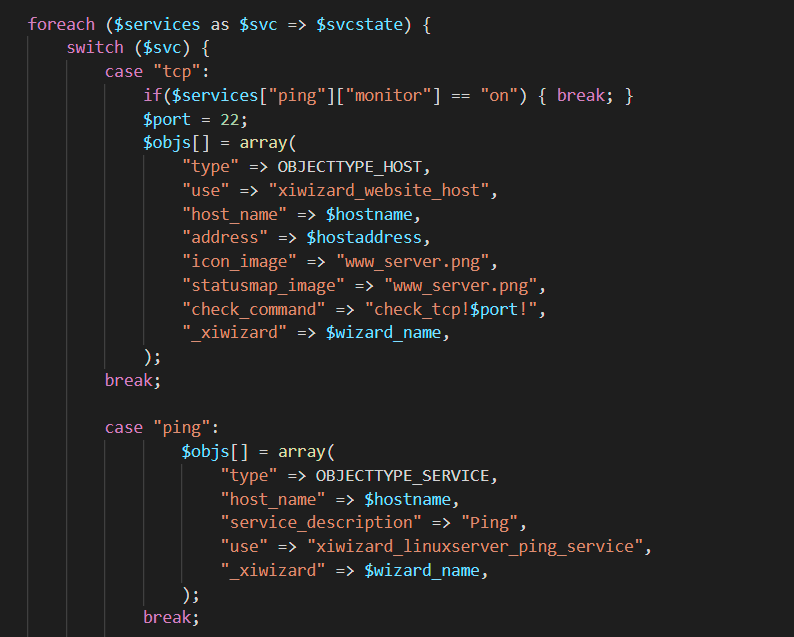 foreach ($services as $svc => $svcstate) {
switch ($svc) {
case "tcp":
if($services["ping"]["monitor"] == "on") { break; }
$port = 22;
$objs[] = array(
"type" => OBJECTTYPE_HOST,
"use" => "xiwizard_website_host",
"host_name" => $hostname,
"address" => $hostaddress,
"icon_image" => "www_server.png",
"statusmap_image" => "www_server.png",
"check_command" => "check_tcp!$port!",
"_xiwizard" => $wizard_name,
);
break;
case "ping":
$objs[] = array(
"type" => OBJECTTYPE_SERVICE,
"host_name" => $hostname,
"service_description" => "Ping",
"use" => "xiwizard_linuxserver_ping_service",
"_xiwizard" => $wizard_name,
);
break;